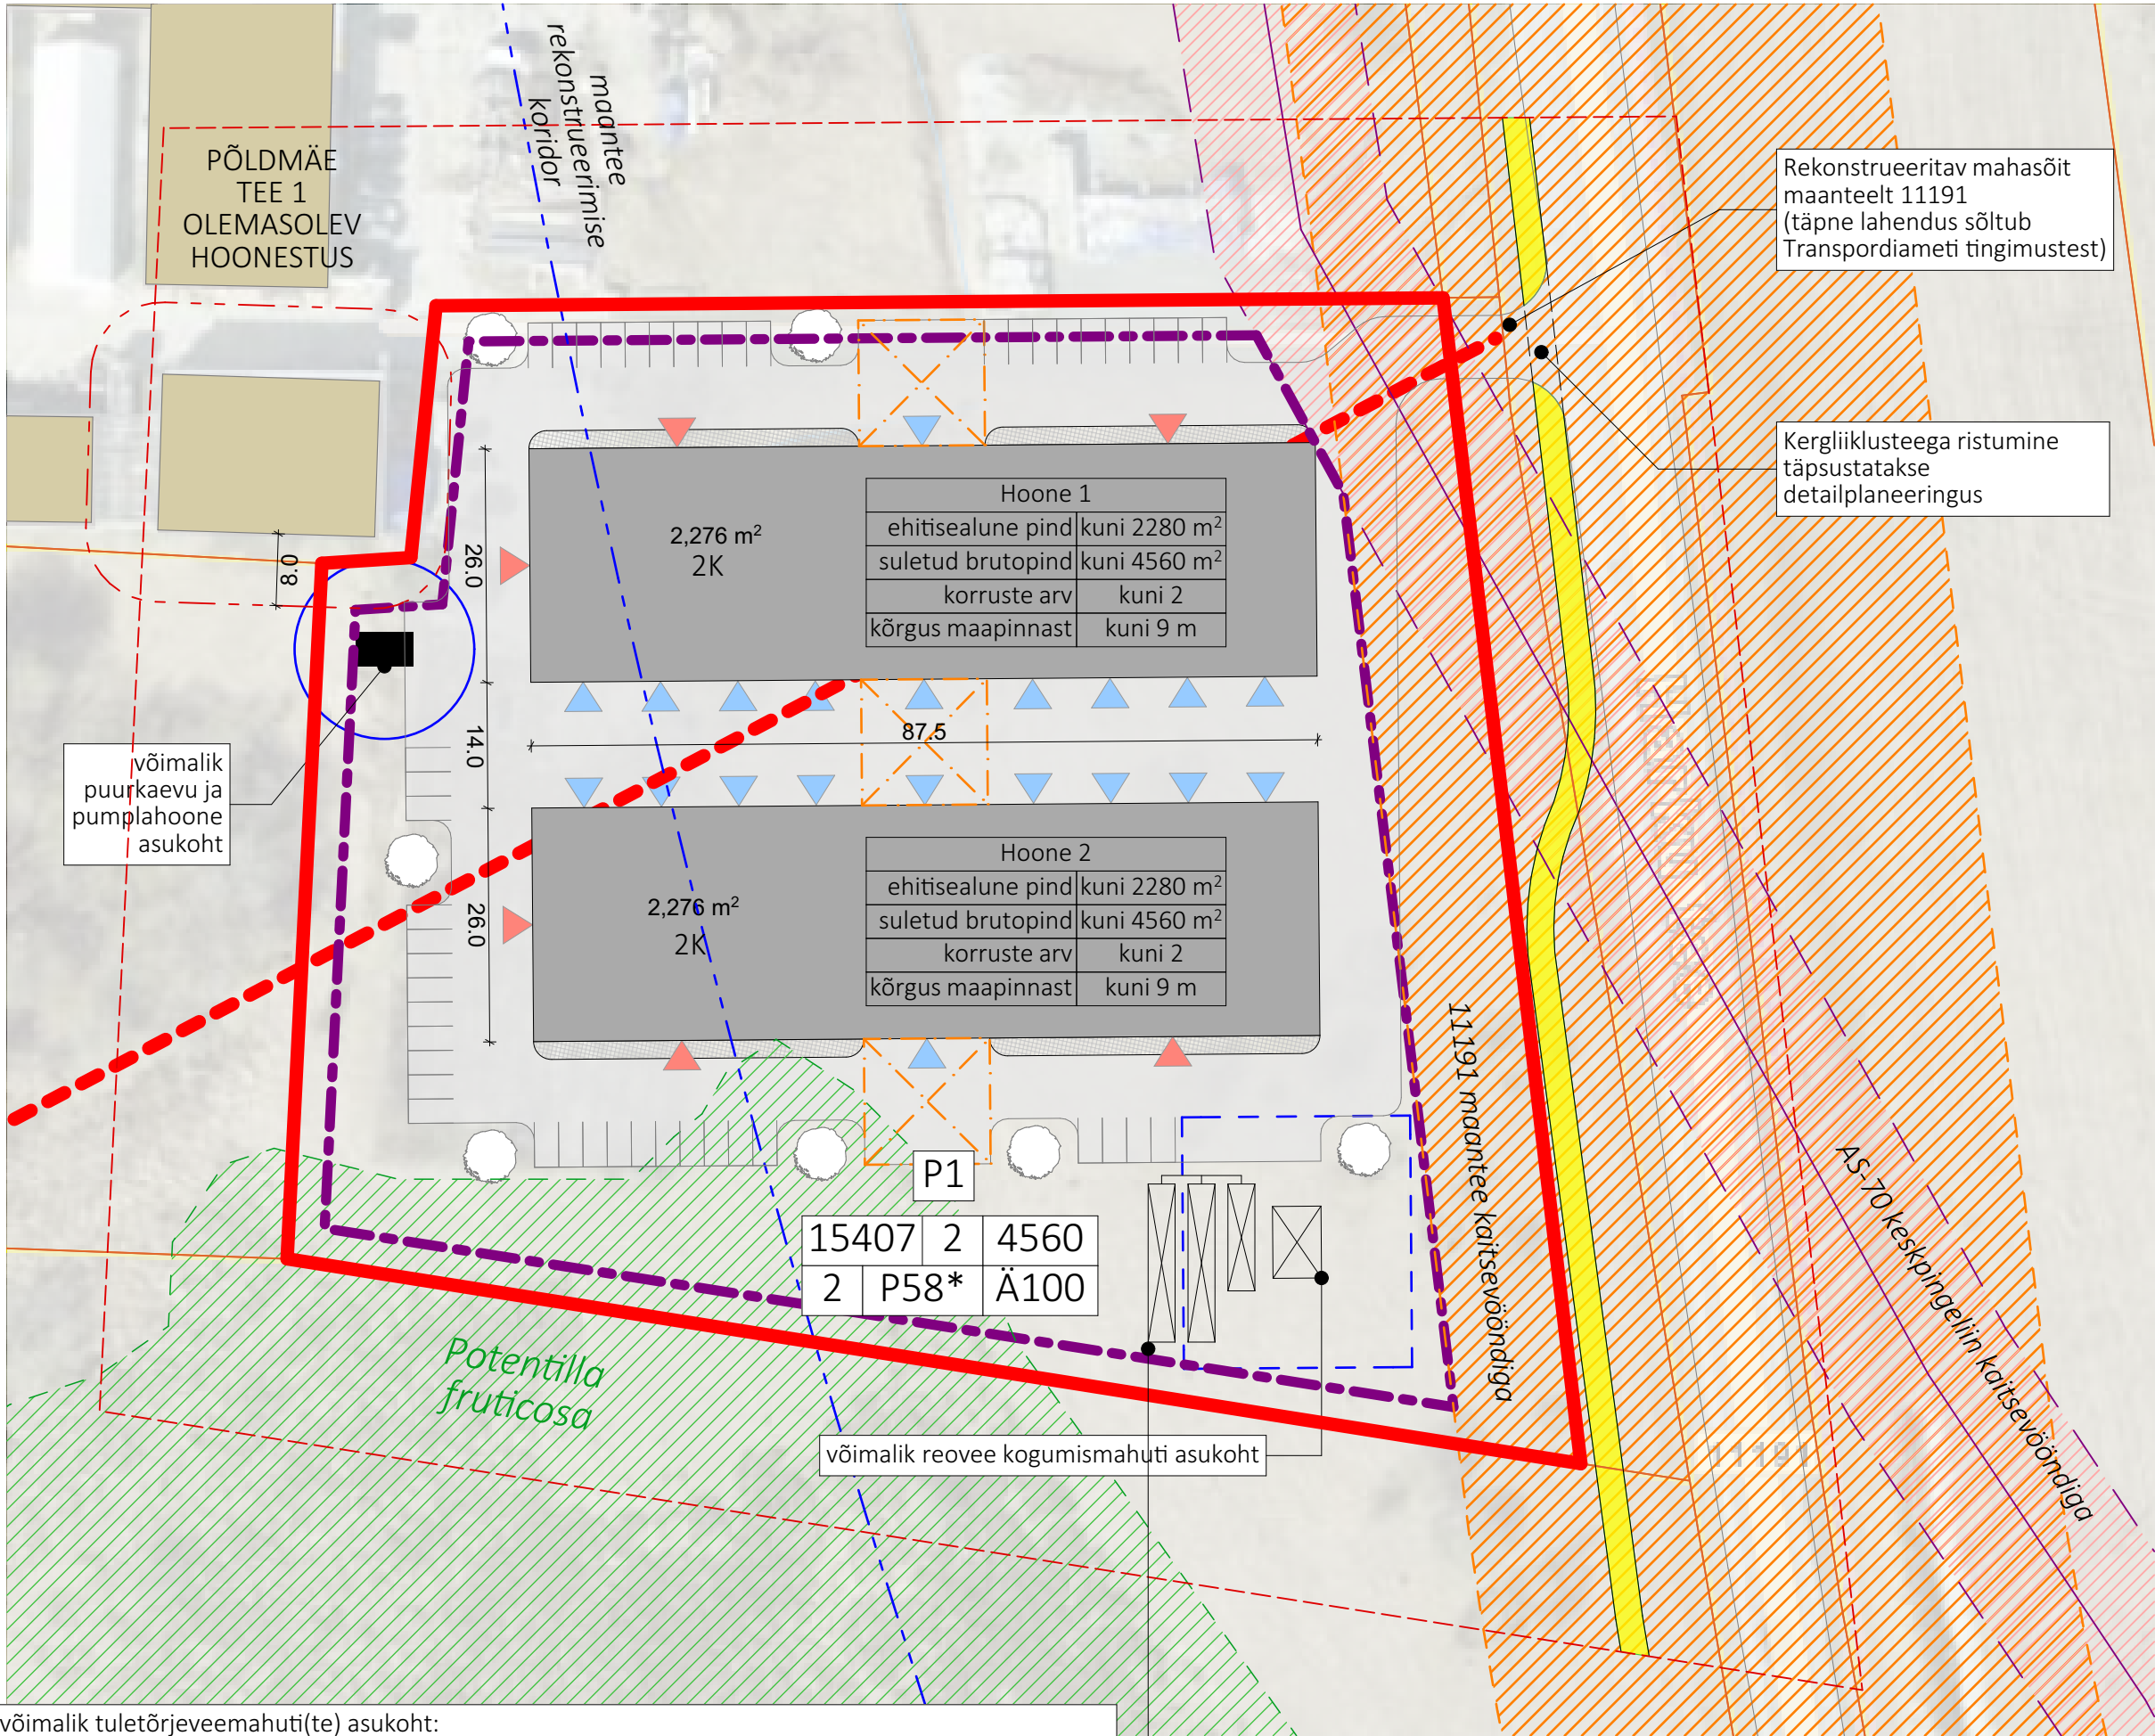 maantee
rekonstrueerimise
koridor
PÕLDMÄE
TEE 1
OLEMASOLEV
HOONESTUS
Rekonstrueeritav mahasõit
maanteelt 11191
(täpne lahendus sõltub
Transpordiameti tingimustest)
Kergliiklusteega ristumine
täpsustatakse
detailplaneeringus
8.0
26.0
2,276 m²
2K
Hoone 1
ehitisealune pind kuni 2280 m²
suletud brutopind kuni 4560 m²
korruste arv kuni 2
kõrgus maapinnast kuni 9 m
14.0
87.5
võimalik
puurkaevu ja
pumplahoone
asukoht
26.0
2,276 m²
2K
Hoone 2
ehitisealune pind kuni 2280 m²
suletud brutopind kuni 4560 m²
korruste arv kuni 2
kõrgus maapinnast kuni 9 m
11191 maantee kaitsevööndiga
AS-70 keskpingeliin kaitsevööndiga
P1
15407 2 4560
2 P58* Ä100
Potentilla
fruticosa
võimalik reovee kogumismahuti asukoht
11191
võimalik tuletõrjeveemahuti(te) asukoht: